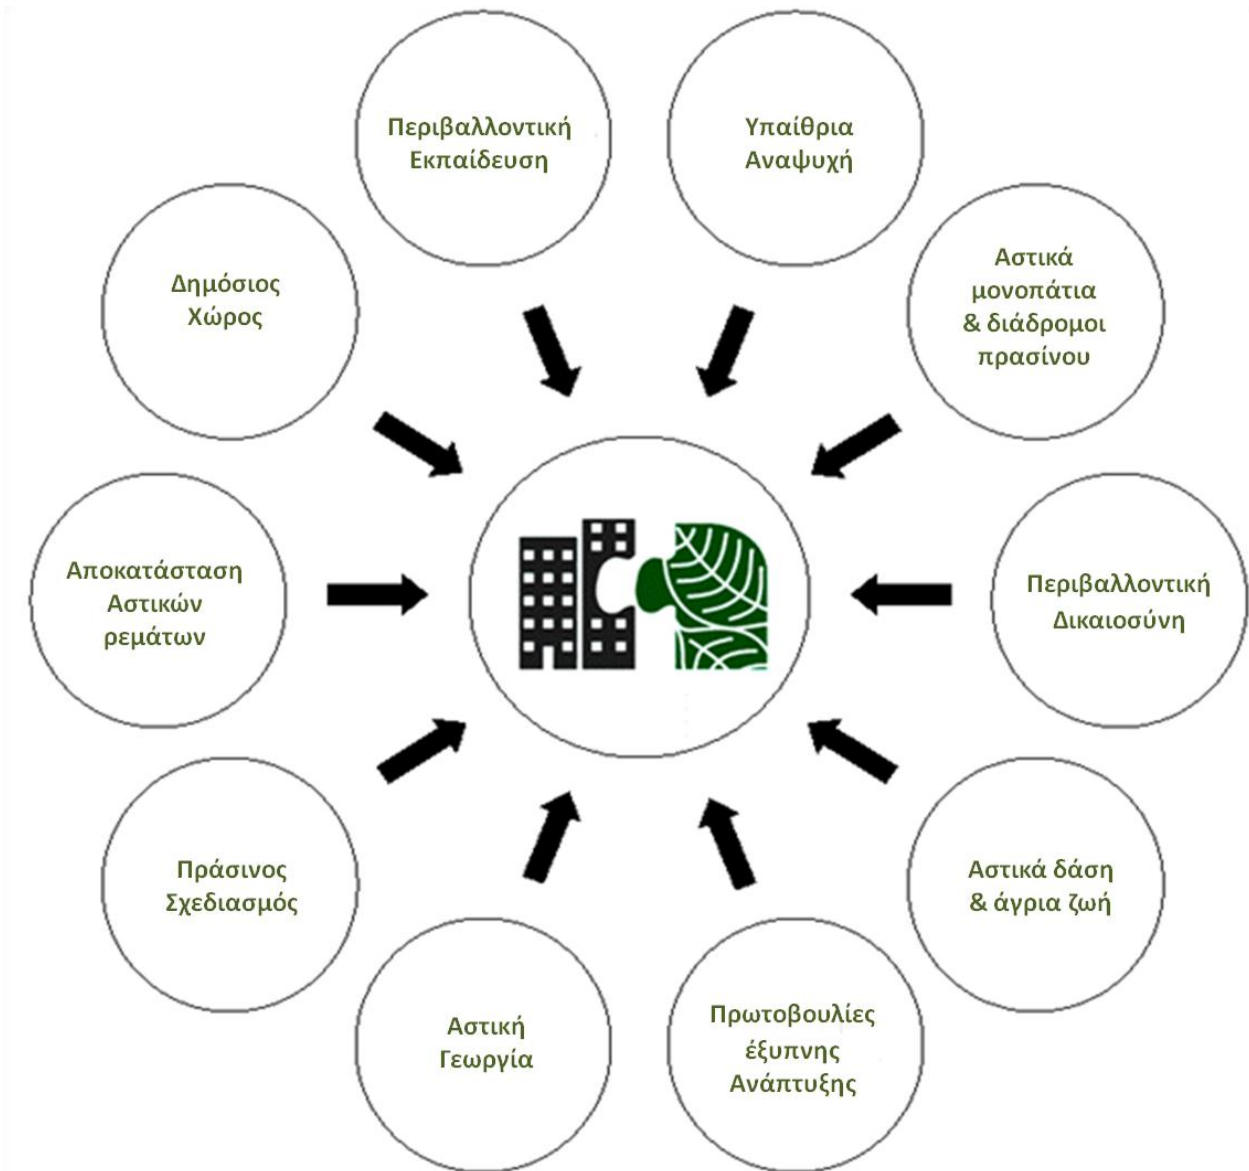 Περιβαλλοντική
Εκπαίδευση
Υπαίθρια
Αναψυχή
Αστικά
μονοπάτια
& διάδρομοι
πρασίνου
Δημόσιος
Χώρος
Αποκατάσταση
Αστικών
ρεμάτων
Περιβαλλοντική
Δικαιοσύνη
Πράσινος
Σχεδιασμός
Αστικά δάση
& άγρια ζωή
Αστική
Γεωργία
Πρωτοβουλίες
έξυπνης
Ανάπτυξης